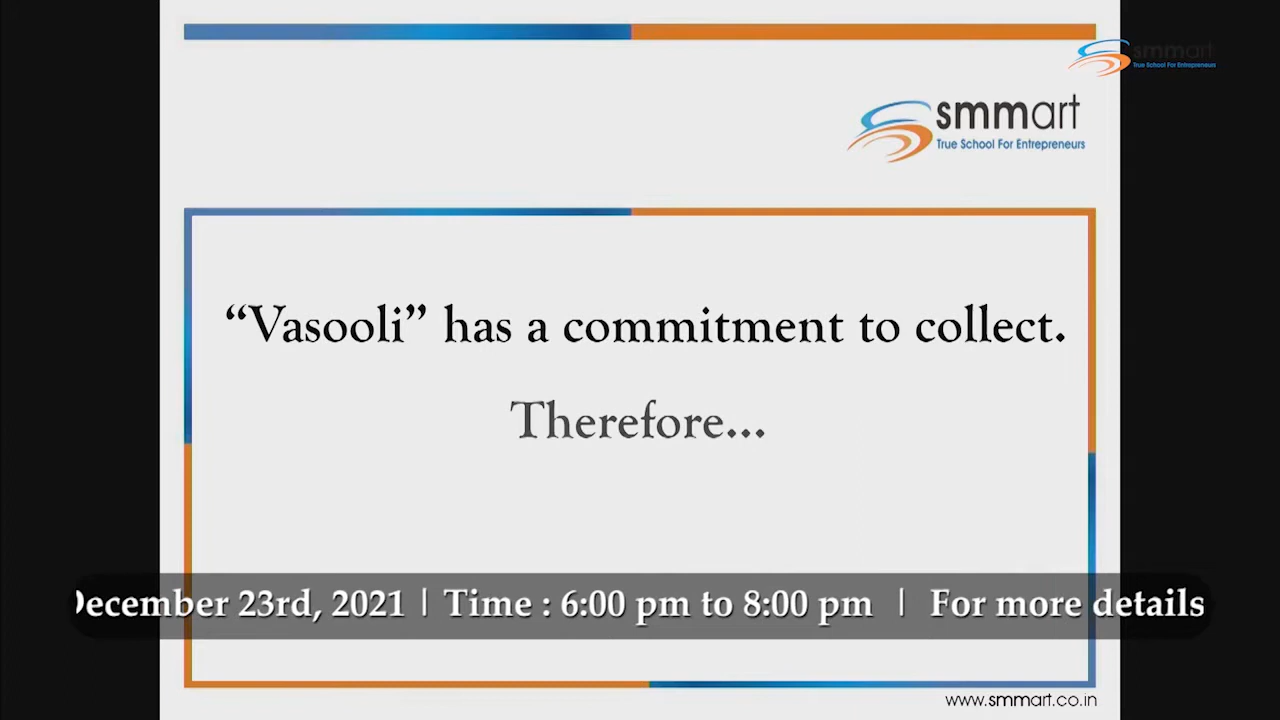 smmart
True School For Entrepreneurs
smmart
True School For Entrepreneurs
“Vasooli” has a commitment to collect.
Therefore...
December 23rd, 2021 | Time : 6:00 pm to 8:00 pm | For more details
www.smmart.co.in